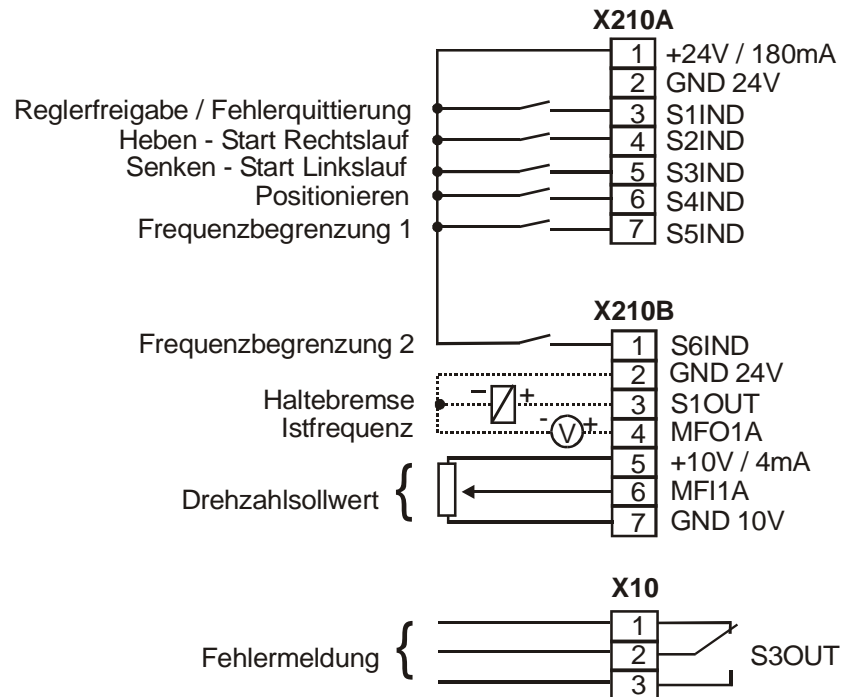 X210A
1 +24V / 180mA
2 GND 24V
Reglerfreigabe / Fehlerquittierung 3 S1IND
Heben - Start Rechtslauf 4 S2IND
Senken - Start Linkslauf 5 S3IND
Positionieren 6 S4IND
Frequenzbegrenzung 1 7 S5IND
X210B
Frequenzbegrenzung 2 1 S6IND
2 GND 24V
Haltebremse - + 3 S1OUT
Istfrequenz - V + 4 MFO1A
5 +10V / 4mA
Drehzahlsollwert { 6 MFI1A
7 GND 10V
X10
1
Fehlermeldung { 2 S3OUT
3